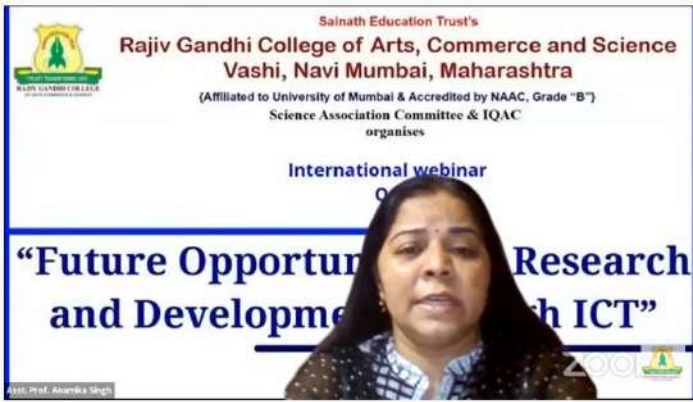 Sainath Education Trust's
Rajiv Gandhi College of Arts, Commerce and Science
Vashi, Navi Mumbai, Maharashtra
{Affiliated to University of Mumbai & Accredited by NAAC, Grade "B"}
Science Association Committee & IQAC
organises
International webinar
"Future Research
and h ICT"
RAJIV GANDHI COLLEGE
Asst. Prof. Anamika Singh